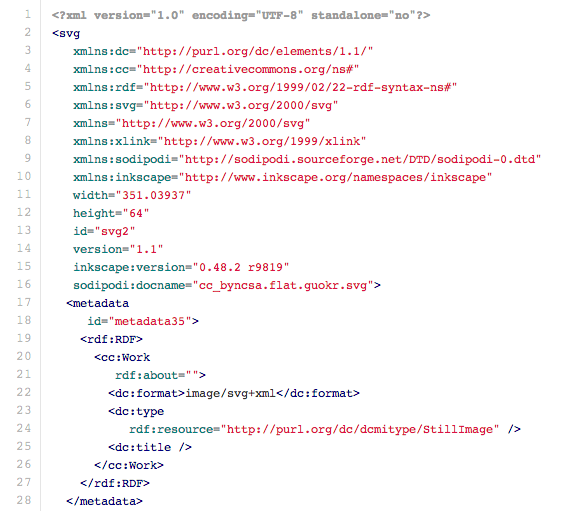 1 <?xml version="1.0" encoding="UTF-8" standalone="no"?>
2 <svg
3 xmlns:dc="http://purl.org/dc/elements/1.1/"
4 xmlns:cc="http://creativecommons.org/ns#"
5 xmlns:rdf="http://www.w3.org/1999/02/22-rdf-syntax-ns#"
6 xmlns:svg="http://www.w3.org/2000/svg"
7 xmlns="http://www.w3.org/2000/svg"
8 xmlns:xlink="http://www.w3.org/1999/xlink"
9 xmlns:sodipodi="http://sodipodi.sourceforge.net/DTD/sodipodi-0.dtd"
10 xmlns:inkscape="http://www.inkscape.org/namespaces/inkscape"
11 width="351.03937"
12 height="64"
13 id="svg2"
14 version="1.1"
15 inkscape:version="0.48.2 r9819"
16 sodipodi:docname="cc_byncsa.flat.guokr.svg">
17 <metadata
18 id="metadata35">
19 <rdf:RDF>
20 <cc:Work
21 rdf:about="">
22 <dc:format>image/svg+xml</dc:format>
23 <dc:type
24 rdf:resource="http://purl.org/dc/dcmitype/StillImage" />
25 <dc:title />
26 </cc:Work>
27 </rdf:RDF>
28 </metadata>